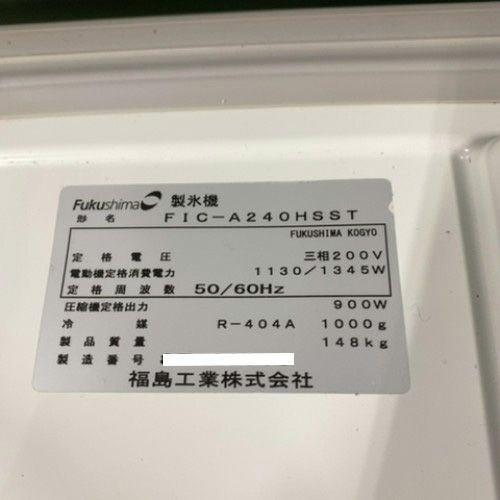 Fukushima 製氷機
形名 FIC-A240HSST
FUKUSHIMA KOGYO
定格電圧 三相200V
電動機定格消費電力 1130/1345W
定格周波数 50/60Hz
圧縮機定格出力 900W
冷媒 R-404A 1000g
製品質量 148kg
製造番号
福島工業株式会社